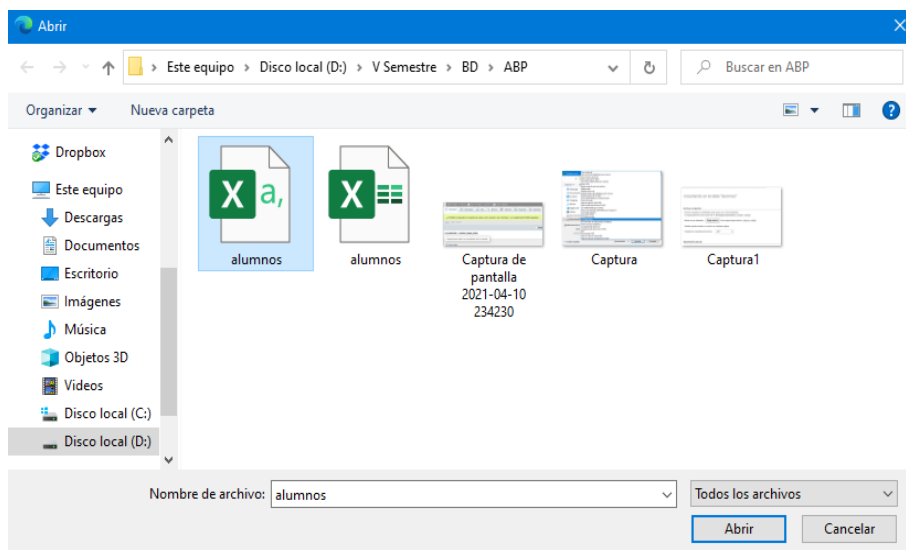 Abrir
Este equipo > Disco local (D:) > V Semestre > BD > ABP
Buscar en ABP
Organizar
Nueva carpeta
Dropbox
Este equipo
Descargas
Documentos
Escritorio
Imágenes
Música
Objetos 3D
Videos
Disco local (C:)
Disco local (D:)
X a,
alumnos
X
alumnos
Captura de
pantalla
2021-04-10
234230
Captura
Captura1
Nombre de archivo: alumnos
Todos los archivos
Abrir
Cancelar